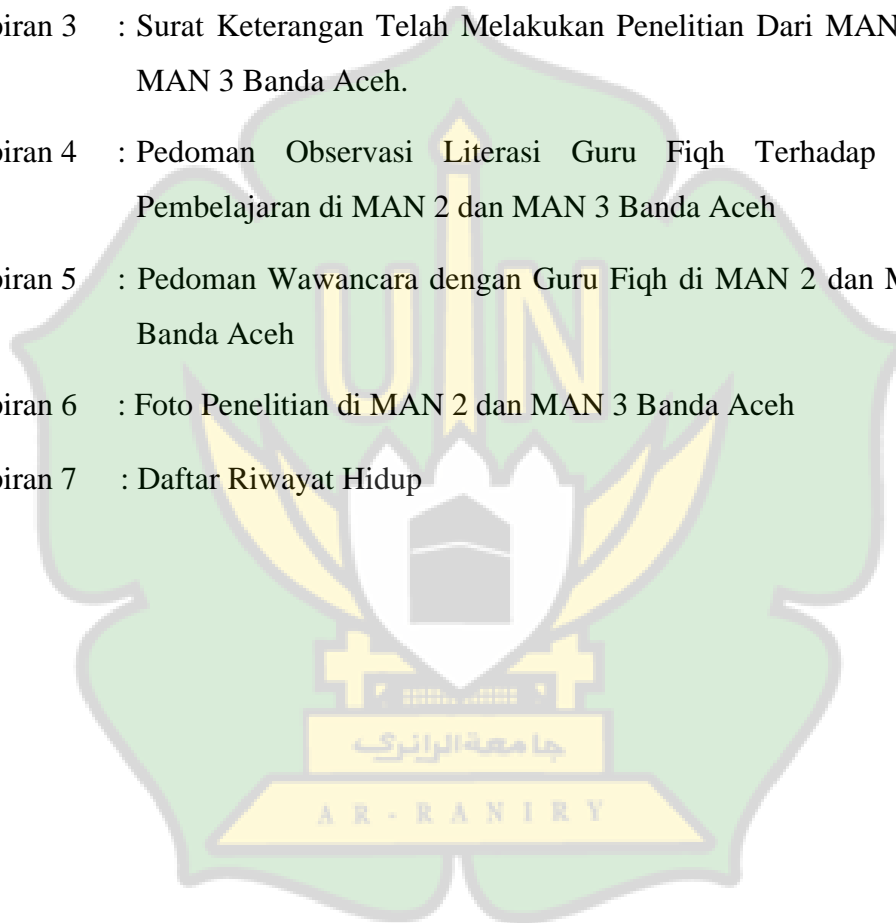 piran 3 : Surat Keterangan Telah Melakukan Penelitian Dari MAN
MAN 3 Banda Aceh.
piran 4 : Pedoman Observasi Literasi Guru Fiqh Terhadap
Pembelajaran di MAN 2 dan MAN 3 Banda Aceh
piran 5 : Pedoman Wawancara dengan Guru Fiqh di MAN 2 dan M
Banda Aceh
piran 6 : Foto Penelitian di MAN 2 dan MAN 3 Banda Aceh
piran 7 : Daftar Riwayat Hidup
UIN
جامعة الرانري
AR-RANIRY